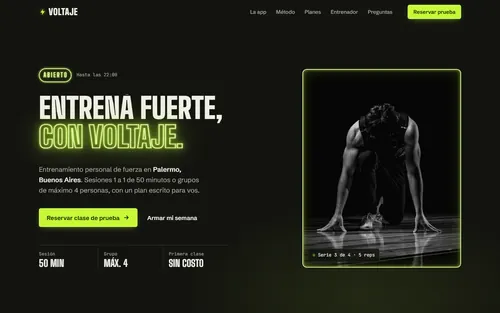 VOLTAJE
La app
Método
Planes
Entrenador
Preguntas
Reservar prueba
ABIERTO
Hasta las 22:00
ENTRENÁ FUERTE,
CON VOLTAJE.
Entrenamiento personal de fuerza en Palermo,
Buenos Aires. Sesiones 1 a 1 de 50 minutos o grupos
de máximo 4 personas, con un plan escrito para vos.
Reservar clase de prueba →
Armar mi semana
Sesión
50 MIN
Grupo
MÁX. 4
Primera clase
SIN COSTO
Serie 3 de 4 · 5 reps